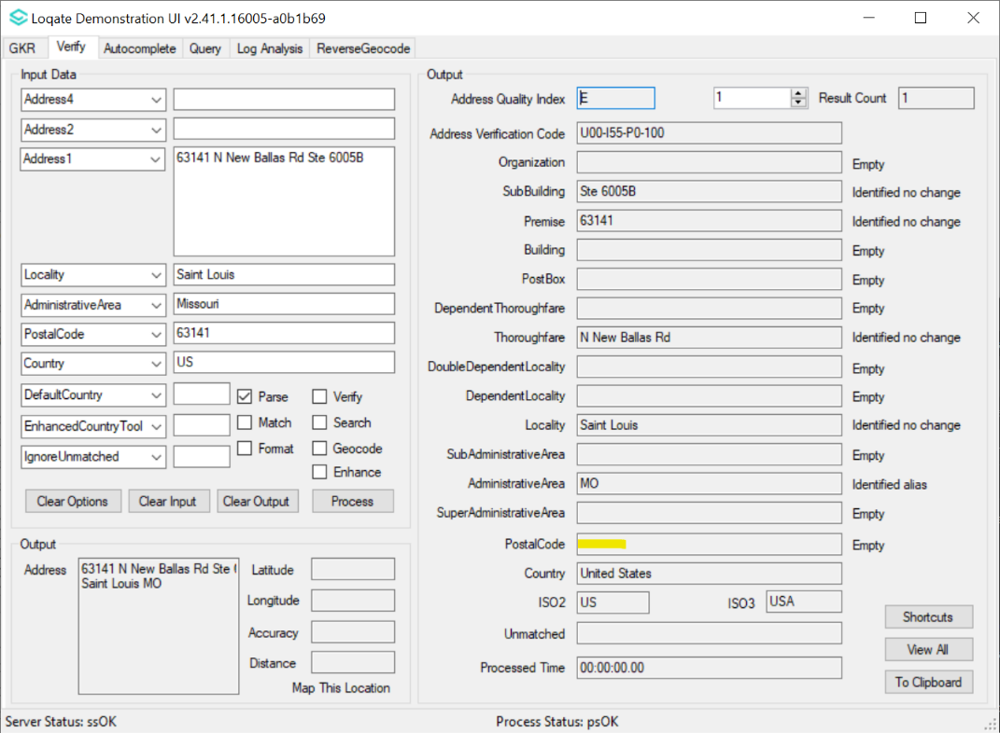 Loqate Demonstration UI v2.41.1.16005-a0b1b69
GKR Verify Autocomplete Query Log Analysis ReverseGeocode
Input Data
Address4
Address2
Address1 63141 N New Ballas Rd Ste 6005B
Locality Saint Louis
AdministrativeArea Missouri
PostalCode 63141
Country US
DefaultCountry Parse Verify
EnhancedCountryTool Match Search
IgnoreUnmatched Format Geocode
Enhance
Clear Options Clear Input Clear Output Process
Output
Address 63141 N New Ballas Rd Ste (
Saint Louis MO
Latitude
Longitude
Accuracy
Distance
Map This Location
Output
Address Quality Index E 1 Result Count 1
Address Verification Code U00-I55-P0-100
Organization Empty
SubBuilding Ste 6005B Identified no change
Premise 63141 Identified no change
Building Empty
PostBox Empty
DependentThoroughfare Empty
Thoroughfare N New Ballas Rd Identified no change
DoubleDependentLocality Empty
DependentLocality Empty
Locality Saint Louis Identified no change
SubAdministrativeArea Empty
AdministrativeArea MO Identified alias
SuperAdministrativeArea Empty
PostalCode Empty
Country United States
ISO2 US ISO3 USA
Unmatched
Processed Time 00:00:00.00
Shortcuts
View All
To Clipboard
Server Status: ssOK Process Status: psOK